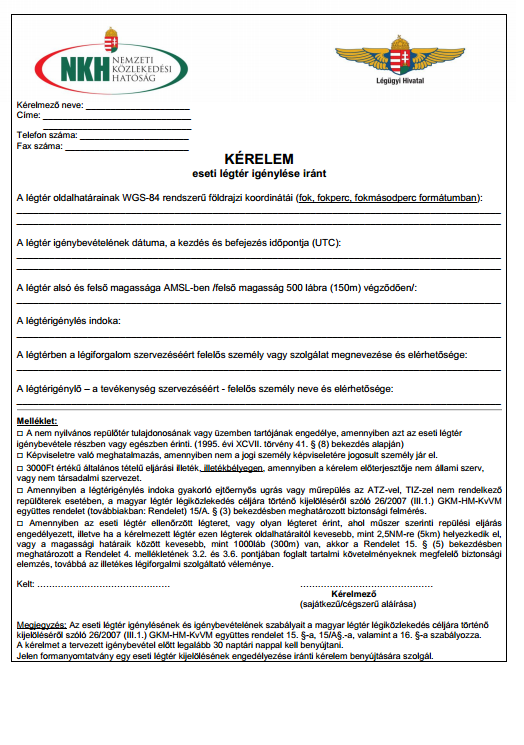 NKH NEMZETI
KÖZLEKEDÉSI
HATÓSÁG
Légügyi Hivatal
Kérelmező neve: ____________________
Címe: ____________________________
____________________________
Telefon száma: _____________________
Fax száma: ________________________
KÉRELEM
eseti légtér igénylése iránt
A légtér oldalhatárainak WGS-84 rendszerű földrajzi koordinátái (fok, fokperc, fokmásodperc formátumban):
A légtér igénybevételének dátuma, a kezdés és befejezés időpontja (UTC):
A légtér alsó és felső magassága AMSL-ben /felső magasság 500 lábra (150m) végződően/:
A légtérigénylés indoka:
A légtérben a légiforgalom szervezéséért felelős személy vagy szolgálat megnevezése és elérhetősége:
A légtérigénylő – a tevékenység szervezéséért - felelős személy neve és elérhetősége:
Melléklet:
□ A nem nyilvános repülőtér tulajdonosának vagy üzemben tartójának engedélye, amennyiben azt az eseti légtér
igénybevétele részben vagy egészben érinti. (1995. évi XCVII. törvény 41. § (8) bekezdés alapján)
□ Képviseletre való meghatalmazás, amennyiben nem a jogi személy képviseletére jogosult személy jár el.
□ 3000Ft értékű általános tételű eljárási illeték, illetékbélyegen, amennyiben a kérelem előterjesztője nem állami szerv,
vagy nem társadalmi szervezet.
□ Amennyiben a légtérigénylés indoka gyakorló ejtőernyős ugrás vagy műrepülés az ATZ-vel, TIZ-zel nem rendelkező
repülőterek esetében, a magyar légtér légiközlekedés céljára történő kijelöléséről szóló 26/2007 (III.1.) GKM-HM-KvVM
együttes rendelet (továbbiakban: Rendelet) 15/A. § (3) bekezdésben meghatározott biztonsági felmérés.
□ Amennyiben az eseti légtér ellenőrzött légteret, vagy olyan légteret érint, ahol műszer szerinti repülési eljárás
engedélyezett, illetve ha a kérelmezett légtér ezen légterek oldalhatáraitól kevesebb, mint 2,5NM-re (5km) helyezkedik el,
vagy a magassági határaik között kevesebb, mint 1000láb (300m) van, akkor a Rendelet 15. § (5) bekezdésben
meghatározott a Rendelet 4. mellékletének 3.2. és 3.6. pontjában foglalt tartalmi követelményeknek megfelelő biztonsági
elemzés, továbbá az illetékes légiforgalmi szolgáltató véleménye.
Kelt: ……………………………………… ………………………………………
Kérelmező
(sajátkezű/cégszerű aláírása)
Megjegyzés: Az eseti légtér igénylésének és igénybevételének szabályait a magyar légtér légiközlekedés céljára történő
kijelöléséről szóló 26/2007 (III.1.) GKM-HM-KvVM együttes rendelet 15. §-a, 15/A§.-a, valamint a 16. §-a szabályozza.
A kérelmet a tervezett igénybevétel előtt legalább 30 naptári nappal kell benyújtani.
Jelen formanyomtatvány egy eseti légtér kijelölésének engedélyezése iránti kérelem benyújtására szolgál.